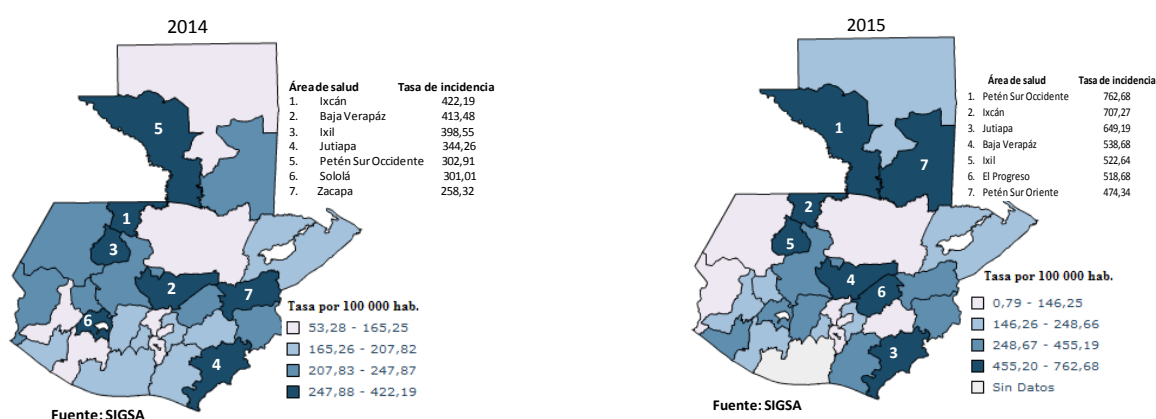 2014
Área de salud Tasa de incidencia
1. Ixcán 422,19
2. Baja Verapáz 413,48
3. Ixil 398,55
4. Jutiapa 344,26
5. Petén Sur Occidente 302,91
6. Sololá 301,01
7. Zacapa 258,32
5
1
3
2
7
6
4
Tasa por 100 000 hab.
53,28 - 165,25
165,26 - 207,82
207,83 - 247,87
247,88 - 422,19
Fuente: SIGSA
2015
Área de salud Tasa de incidencia
1. Petén Sur Occidente 762,68
2. Ixcán 707,27
3. Jutiapa 649,19
4. Baja Verapáz 538,68
5. Ixil 522,64
6. El Progreso 518,68
7. Petén Sur Oriente 474,34
1
7
2
5
4
6
3
Tasa por 100 000 hab.
0,79 - 146,25
146,26 - 248,66
248,67 - 455,19
455,20 - 762,68
Sin Datos
Fuente: SIGSA